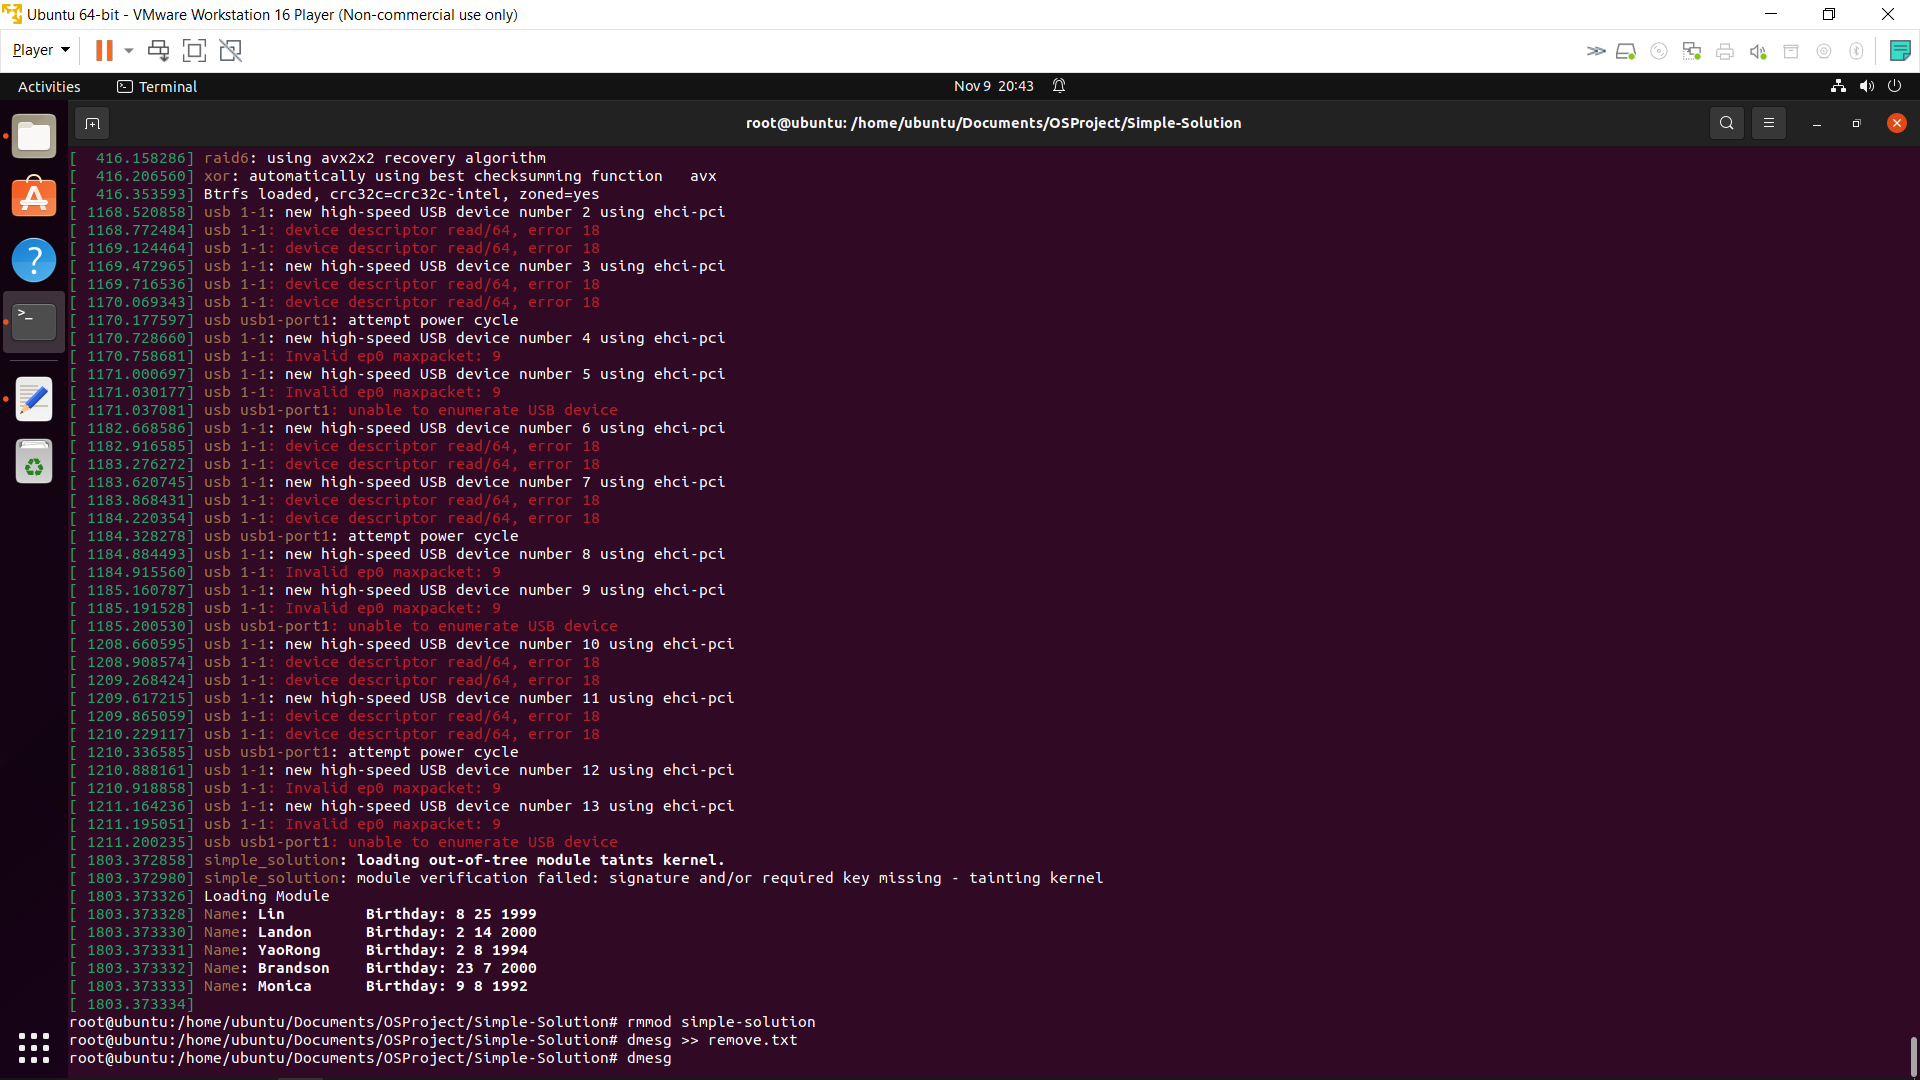 Ubuntu 64-bit - VMware Workstation 16 Player (Non-commercial use only)
Player
Activities
Terminal
Nov 9 20:43
root@ubuntu: /home/ubuntu/Documents/OSProject/Simple-Solution
[  416.158286] raid6: using avx2x2 recovery algorithm
[  416.206560] xor: automatically using best checksumming function   avx
[  416.353593] Btrfs loaded, crc32c=crc32c-intel, zoned=yes
[ 1168.520858] usb 1-1: new high-speed USB device number 2 using ehci-pci
[ 1168.772484] usb 1-1: device descriptor read/64, error 18
[ 1169.124464] usb 1-1: device descriptor read/64, error 18
[ 1169.472965] usb 1-1: new high-speed USB device number 3 using ehci-pci
[ 1169.716536] usb 1-1: device descriptor read/64, error 18
[ 1170.069343] usb 1-1: device descriptor read/64, error 18
[ 1170.177597] usb usb1-port1: attempt power cycle
[ 1170.728660] usb 1-1: new high-speed USB device number 4 using ehci-pci
[ 1170.758681] usb 1-1: Invalid ep0 maxpacket: 9
[ 1171.000697] usb 1-1: new high-speed USB device number 5 using ehci-pci
[ 1171.030177] usb 1-1: Invalid ep0 maxpacket: 9
[ 1171.037081] usb usb1-port1: unable to enumerate USB device
[ 1182.668586] usb 1-1: new high-speed USB device number 6 using ehci-pci
[ 1182.916585] usb 1-1: device descriptor read/64, error 18
[ 1183.276272] usb 1-1: device descriptor read/64, error 18
[ 1183.620745] usb 1-1: new high-speed USB device number 7 using ehci-pci
[ 1183.868431] usb 1-1: device descriptor read/64, error 18
[ 1184.220354] usb 1-1: device descriptor read/64, error 18
[ 1184.328278] usb usb1-port1: attempt power cycle
[ 1184.884493] usb 1-1: new high-speed USB device number 8 using ehci-pci
[ 1184.915560] usb 1-1: Invalid ep0 maxpacket: 9
[ 1185.160787] usb 1-1: new high-speed USB device number 9 using ehci-pci
[ 1185.191528] usb 1-1: Invalid ep0 maxpacket: 9
[ 1185.200530] usb usb1-port1: unable to enumerate USB device
[ 1208.660595] usb 1-1: new high-speed USB device number 10 using ehci-pci
[ 1208.908574] usb 1-1: device descriptor read/64, error 18
[ 1209.268424] usb 1-1: device descriptor read/64, error 18
[ 1209.617215] usb 1-1: new high-speed USB device number 11 using ehci-pci
[ 1209.865059] usb 1-1: device descriptor read/64, error 18
[ 1210.229117] usb 1-1: device descriptor read/64, error 18
[ 1210.336585] usb usb1-port1: attempt power cycle
[ 1210.888161] usb 1-1: new high-speed USB device number 12 using ehci-pci
[ 1210.918858] usb 1-1: Invalid ep0 maxpacket: 9
[ 1211.164236] usb 1-1: new high-speed USB device number 13 using ehci-pci
[ 1211.195051] usb 1-1: Invalid ep0 maxpacket: 9
[ 1211.200235] usb usb1-port1: unable to enumerate USB device
[ 1803.372858] simple_solution: loading out-of-tree module taints kernel.
[ 1803.372980] simple_solution: module verification failed: signature and/or required key missing - tainting kernel
[ 1803.373326] Loading Module
[ 1803.373328] Name: Lin         Birthday: 8 25 1999
[ 1803.373330] Name: Landon      Birthday: 2 14 2000
[ 1803.373331] Name: YaoRong     Birthday: 2 8 1994
[ 1803.373332] Name: Brandson    Birthday: 23 7 2000
[ 1803.373333] Name: Monica      Birthday: 9 8 1992
[ 1803.373334]
root@ubuntu:/home/ubuntu/Documents/OSProject/Simple-Solution# rmmod simple-solution
root@ubuntu:/home/ubuntu/Documents/OSProject/Simple-Solution# dmesg >> remove.txt
root@ubuntu:/home/ubuntu/Documents/OSProject/Simple-Solution# dmesg